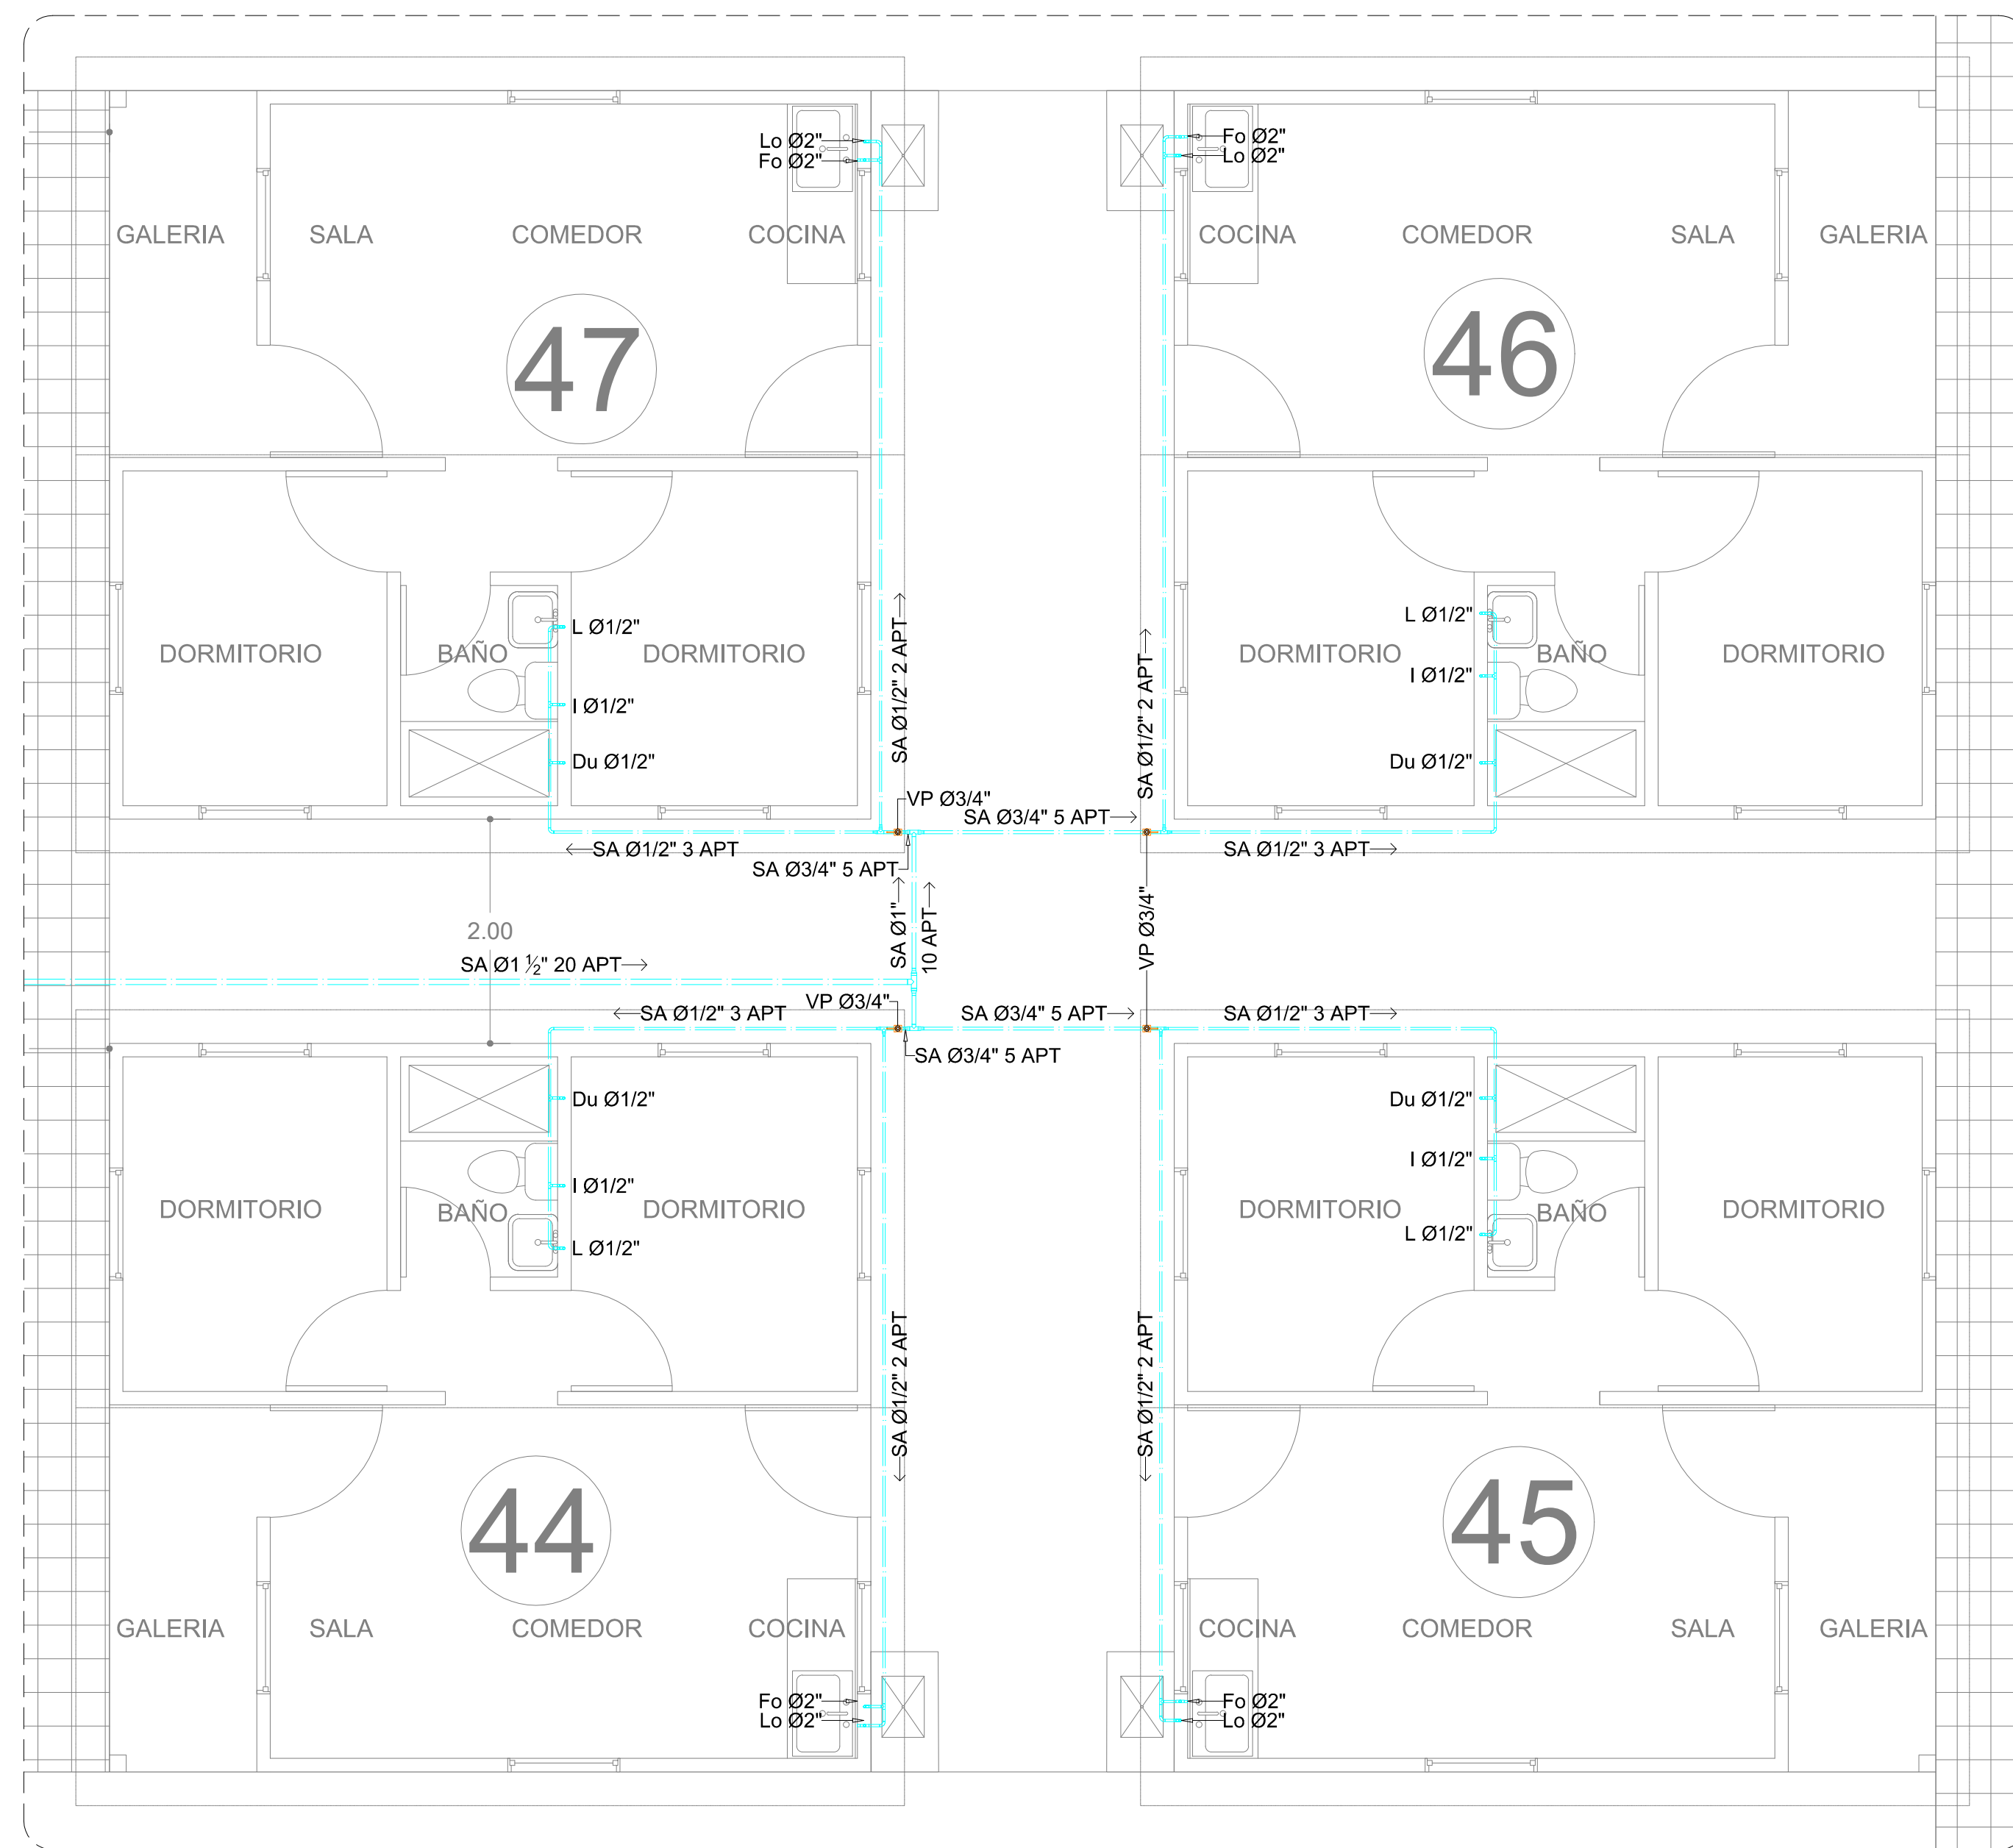 Lo Ø2"
Fo Ø2"
Fo Ø2"
Lo Ø2"
GALERIA
SALA
COMEDOR
COCINA
COCINA
COMEDOR
SALA
GALERIA
47
46
L Ø1/2"
L Ø1/2"
DORMITORIO
BAÑO
DORMITORIO
SA Ø1/2" 2 APT
SA Ø1/2" 2 APT
DORMITORIO
BAÑO
DORMITORIO
I Ø1/2"
I Ø1/2"
Du Ø1/2"
Du Ø1/2"
VP Ø3/4"
SA Ø3/4" 5 APT
SA Ø1/2" 3 APT
SA Ø1/2" 3 APT
SA Ø3/4" 5 APT
SA Ø1"
10 APT
VP Ø3/4"
2.00
SA Ø1 ½" 20 APT
VP Ø3/4"
SA Ø1/2" 3 APT
SA Ø3/4" 5 APT
SA Ø1/2" 3 APT
SA Ø3/4" 5 APT
Du Ø1/2"
Du Ø1/2"
I Ø1/2"
I Ø1/2"
DORMITORIO
BAÑO
DORMITORIO
DORMITORIO
BAÑO
DORMITORIO
L Ø1/2"
L Ø1/2"
SA Ø1/2" 2 APT
SA Ø1/2" 2 APT
44
45
GALERIA
SALA
COMEDOR
COCINA
COCINA
COMEDOR
SALA
GALERIA
Fo Ø2"
Lo Ø2"
Fo Ø2"
Lo Ø2"